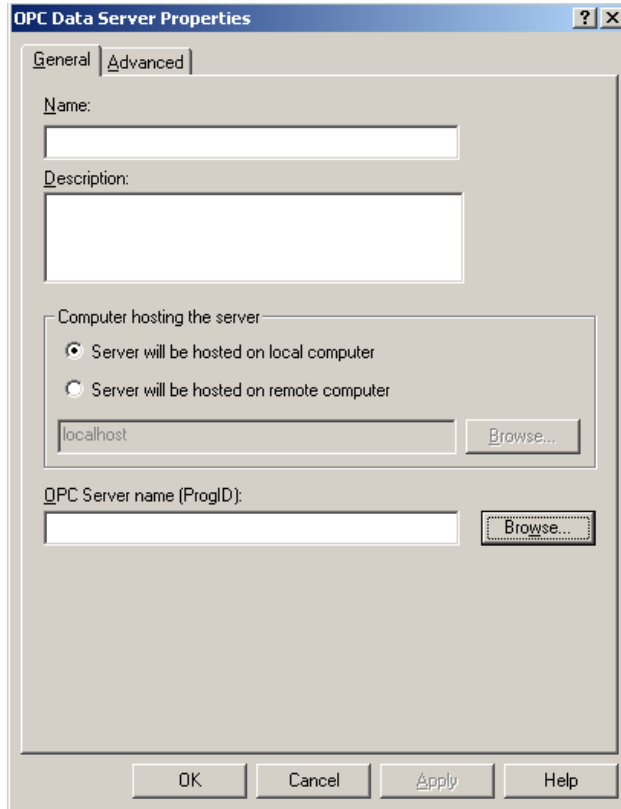 OPC Data Server Properties
General
Advanced
Name:
Description:
Computer hosting the server
Server will be hosted on local computer
Server will be hosted on remote computer
localhost
Browse...
OPC Server name (ProgID):
Browse...
OK
Cancel
Apply
Help